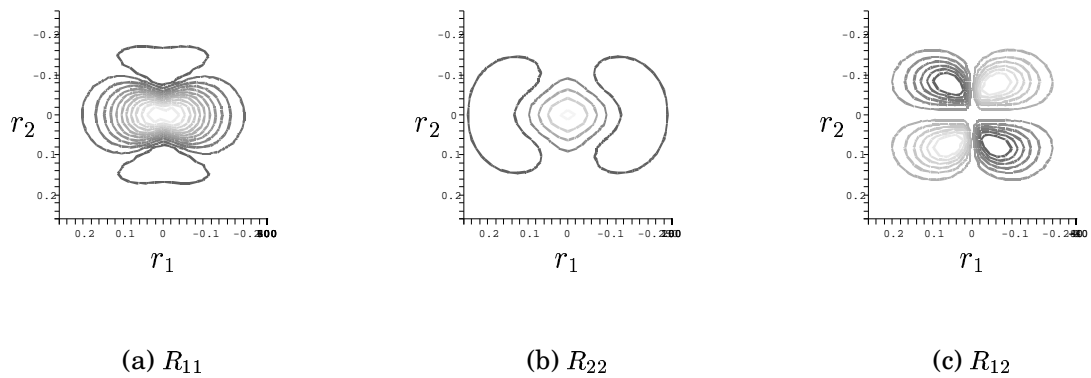 -0.2 -0.2 -0.2
-0.1 -0.1 -0.1
r₂ 0 r₂ 0 r₂ 0
0.1 0.1 0.1
0.2 0.2 0.2
0.2 0.1 0 -0.1 0.2 0.1 0 -0.1 0.2 0.1 0 -0.1
r₁ r₁ r₁
(a) R₁₁ (b) R₂₂ (c) R₁₂